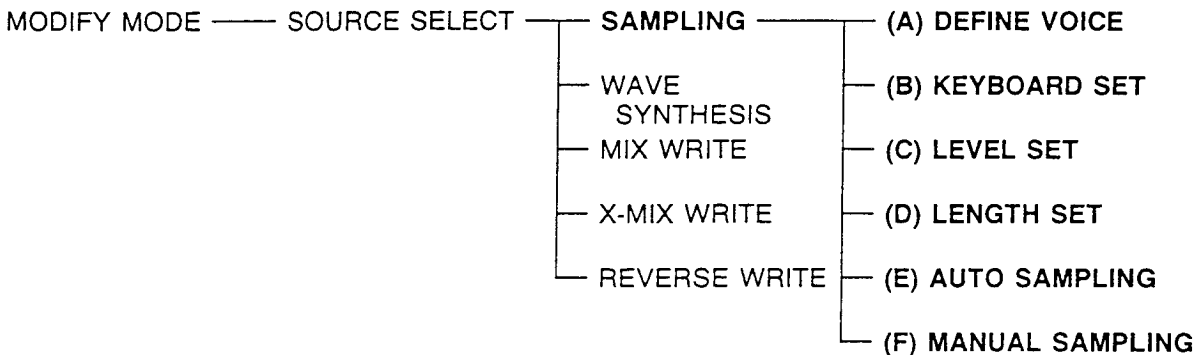 MODIFY MODE SOURCE SELECT SAMPLING (A) DEFINE VOICE
WAVE SYNTHESIS (B) KEYBOARD SET
MIX WRITE (C) LEVEL SET
X-MIX WRITE (D) LENGTH SET
REVERSE WRITE (E) AUTO SAMPLING
(F) MANUAL SAMPLING